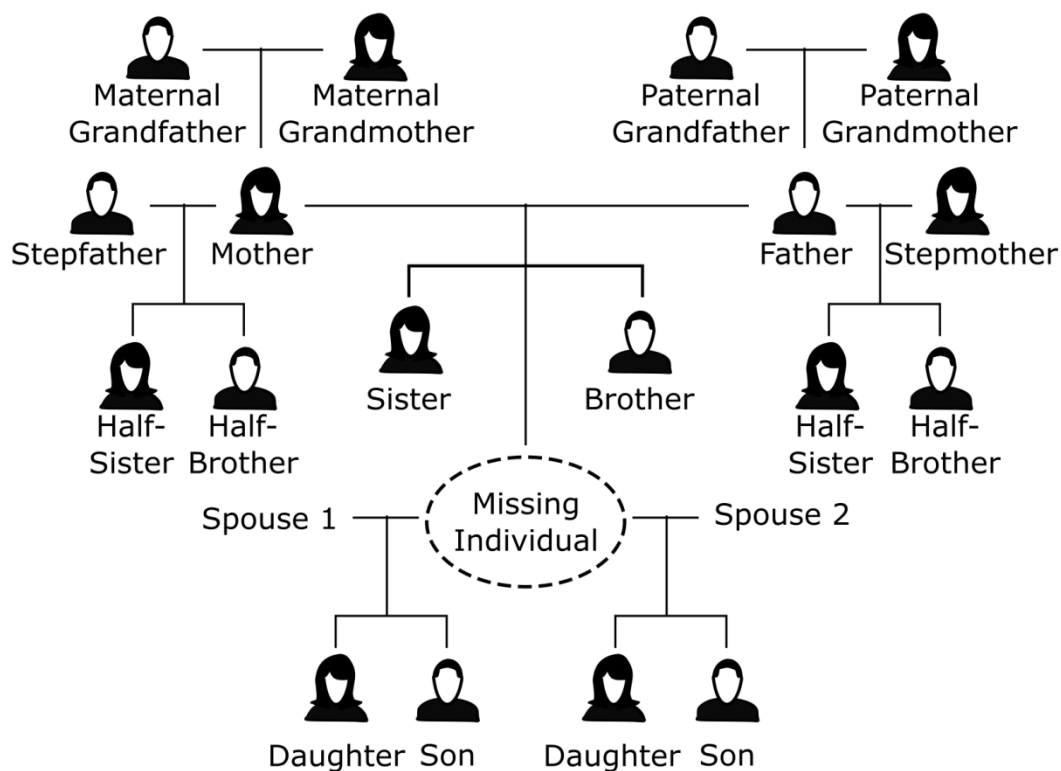 Maternal
Grandfather
Maternal
Grandmother
Paternal
Grandfather
Paternal
Grandmother
Stepfather
Mother
Father
Stepmother
Sister
Brother
Half-
Sister
Half-
Brother
Half-
Sister
Half-
Brother
Spouse 1
Missing
Individual
Spouse 2
Daughter
Son
Daughter
Son